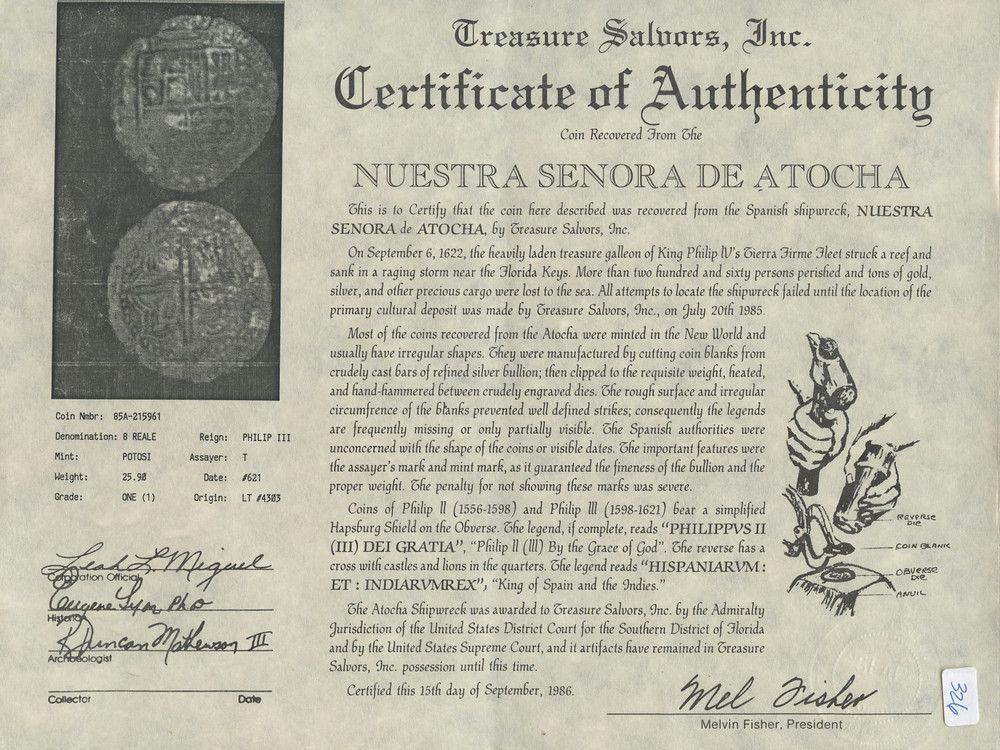 Treasure Salvors, Inc.
Certificate of Authenticity
Coin Recovered From The
NUESTRA SENORA DE ATOCHA
This is to Certify that the coin here described was recovered from the Spanish shipwreck, NUESTRA
SENORA de ATOCHA, by Treasure Salvors, Inc.
On September 6, 1622, the heavily laden treasure galleon of King Philip IV's Tierra Firme Fleet struck a reef and
sank in a raging storm near the Florida Keys. More than two hundred and sixty persons perished and tons of gold,
silver, and other precious cargo were lost to the sea. All attempts to locate the shipwreck failed until the location of the
primary cultural deposit was made by Treasure Salvors, Inc., on July 20th 1985.
Most of the coins recovered from the Atocha were minted in the New World and
usually have irregular shapes. They were manufactured by cutting coin blanks from
crudely cast bars of refined silver bullion; then clipped to the requisite weight, heated,
and hand-hammered between crudely engraved dies. The rough surface and irregular
circumfrence of the blanks prevented well defined strikes; consequently the legends
are frequently missing or only partially visible. The Spanish authorities were
unconcerned with the shape of the coins or visible dates. The important features were
the assayer's mark and mint mark, as it guaranteed the fineness of the bullion and the
proper weight. The penalty for not showing these marks was severe.
Coins of Philip ll (1556-1598) and Philip lll (1598-1621) bear a simplified
Hapsburg Shield on the Obverse. The legend, if complete, reads "PHILIPPVS II
(III) DEI GRATIA", "Philip ll (lll) By the Grace of God". The reverse has a
cross with castles and lions in the quarters. The legend reads "HISPANIARVM :
ET : INDIARVMREX", "King of Spain and the Indies."
The Atocha Shipwreck was awarded to Treasure Salvors, Inc. by the Admiralty
Jurisdiction of the United States District Court for the Southern District of Florida
and by the United States Supreme Court, and it artifacts have remained in Treasure
Salvors, Inc. possession until this time.
Certified this 15th day of September, 1986.
REVERSE DIE
COIN BLANK
OBVERSE DIE
ANVIL
Mel Fisher
Melvin Fisher, President
326
Coin Nmbr: 85A-215961
Denomination: 8 REALE Reign: PHILIP III
Mint: POTOSI Assayer: T
Weight: 25.90 Date: #621
Grade: ONE (1) Origin: LT #4303
Leah L Miguel
Corporation Official
Eugene Lyon PhD
Historian
R Duncan Mathewson III
Archaeologist
Collector Date